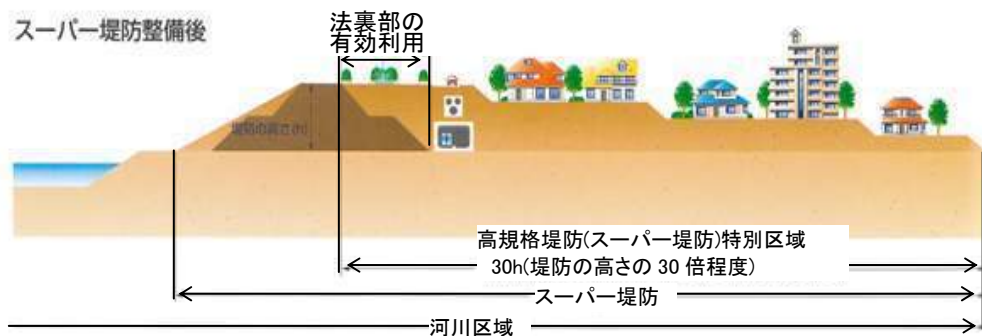 スーパー堤防整備後
法裏部の
有効利用
堤防の高さ(h)
高規格堤防(スーパー堤防)特別区域
30h(堤防の高さの 30 倍程度)
スーパー堤防
河川区域